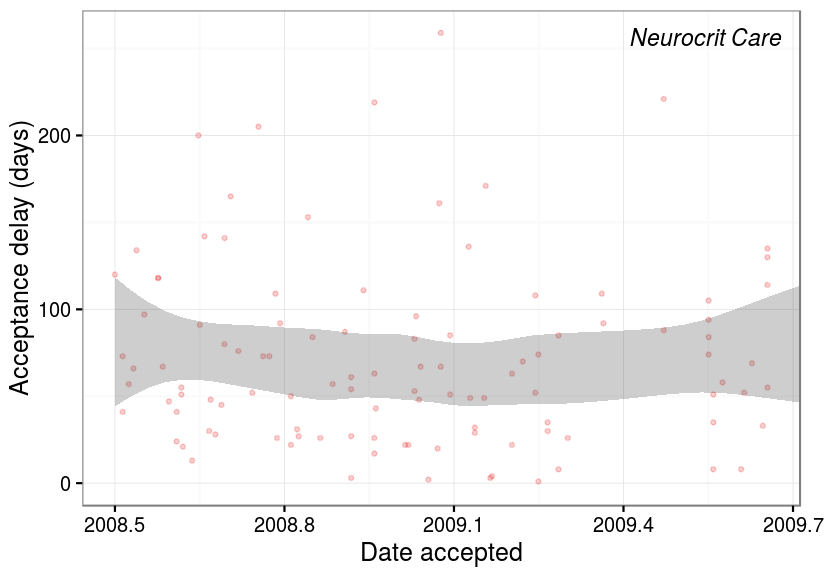 Neurocrit Care
Acceptance delay (days)
200
100
0
2008.5 2008.8 2009.1 2009.4 2009.7
Date accepted